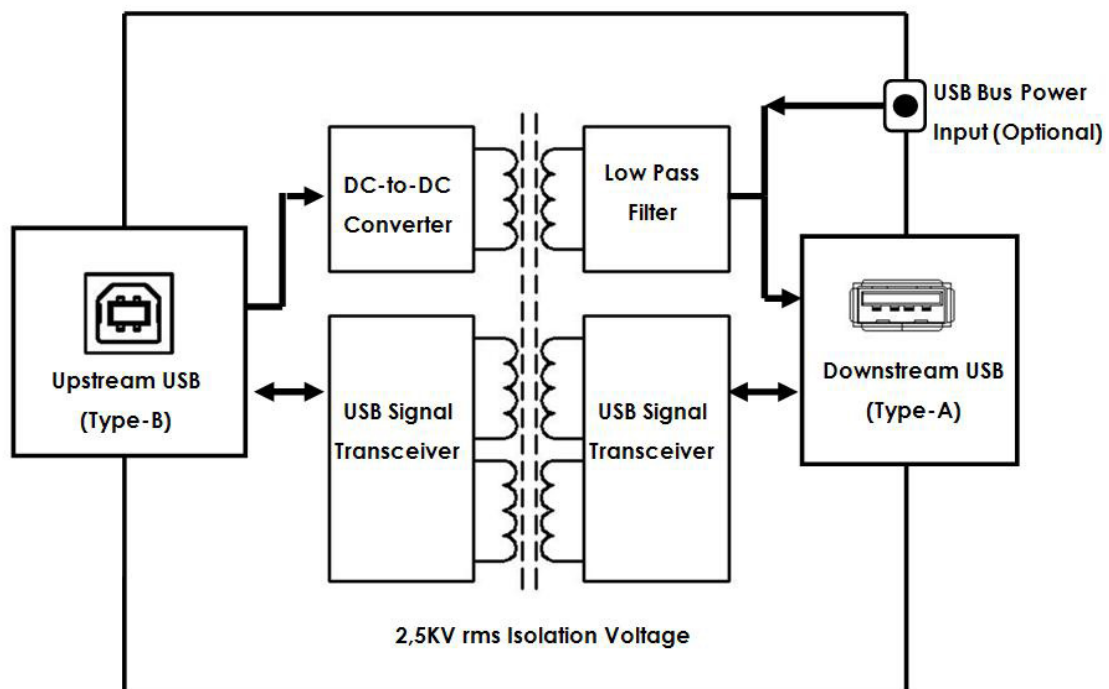 USB Bus Power
Input (Optional)
DC-to-DC
Converter
Low Pass
Filter
Upstream USB
(Type-B)
USB Signal
Transceiver
USB Signal
Transceiver
Downstream USB
(Type-A)
2,5KV rms Isolation Voltage